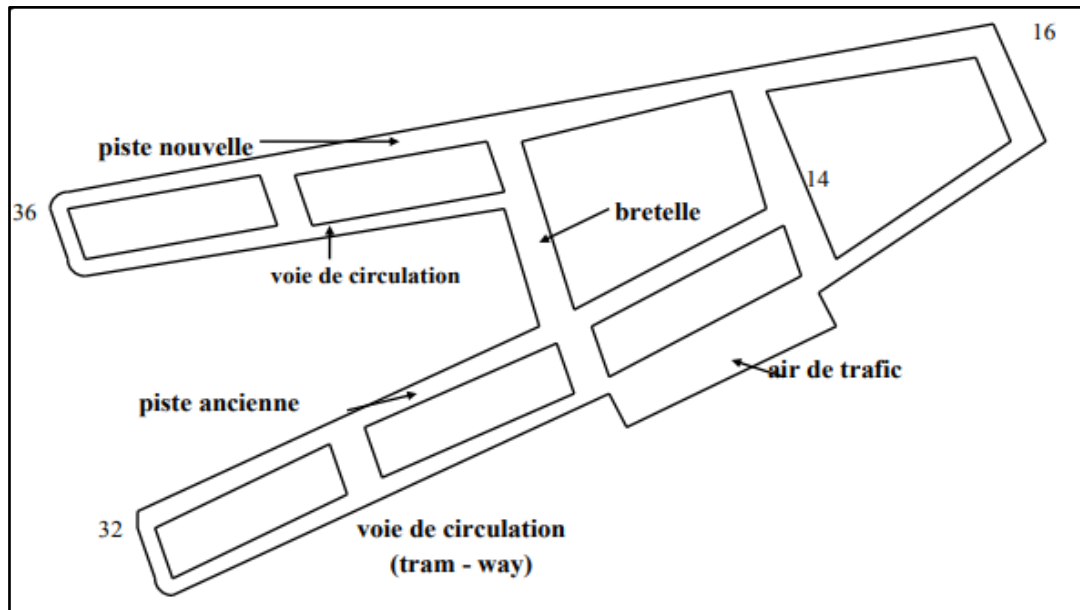 16
piste nouvelle
14
36
bretelle
voie de circulation
air de trafic
piste ancienne
32
voie de circulation
(tram - way)